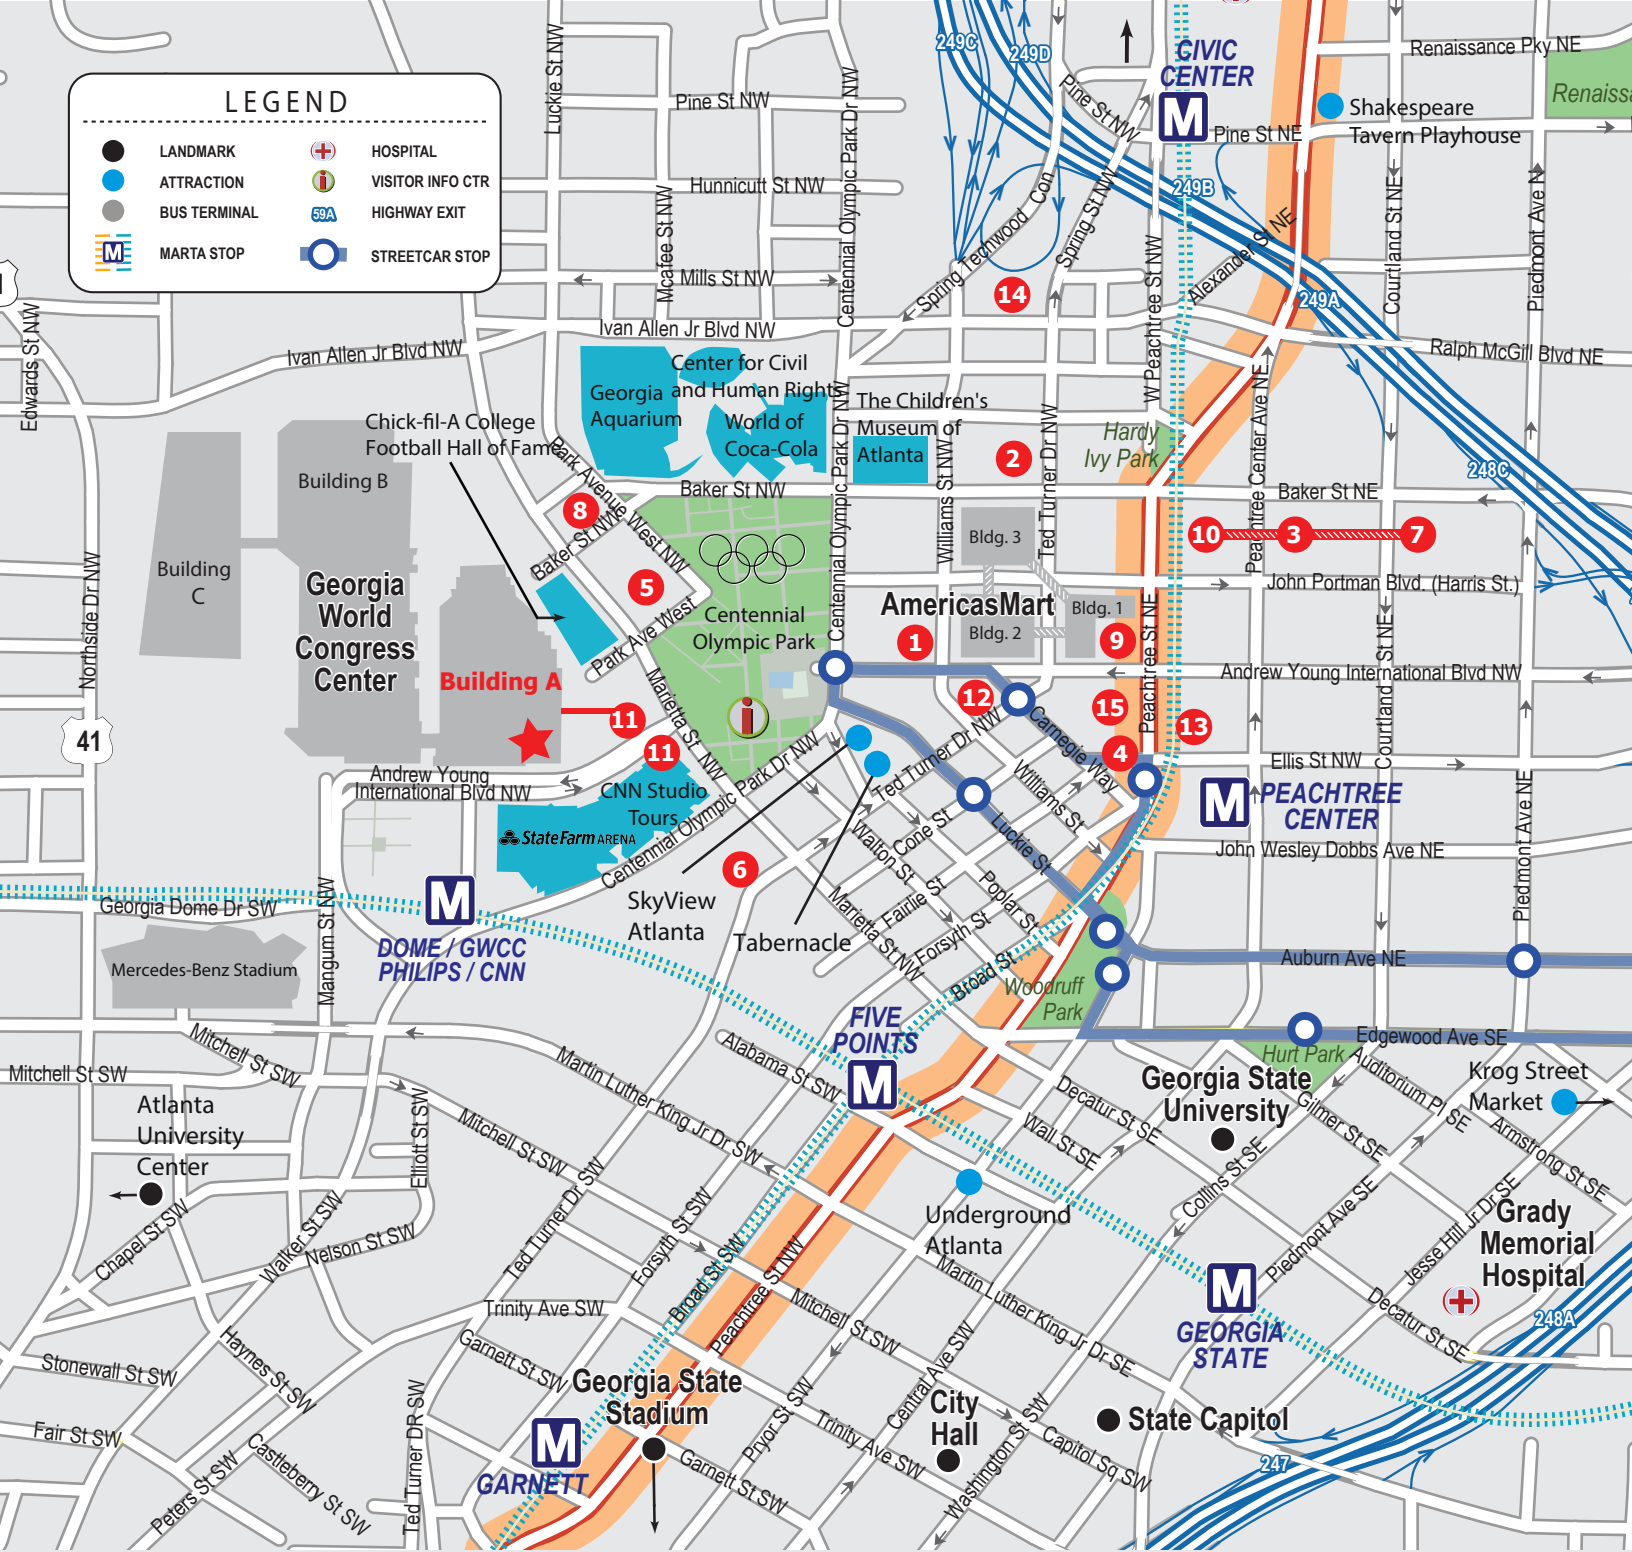 LEGEND
LANDMARK
ATTRACTION
BUS TERMINAL
M
MARTA STOP
HOSPITAL
i
VISITOR INFO CTR
59A
HIGHWAY EXIT
STREETCAR STOP
249C
249D
CIVIC
CENTER
M
Renaissance Pky NE
Shakespeare
Tavern Playhouse
Pine St NE
Luckie St NW
Pine St NW
Centennial Olympic Park Dr NW
Pine St NW
Hunnicutt St NW
Mcafee St NW
Mills St NW
Spring Techwood Con
Spring St NW
249B
W Peachtree St NW
Alexander St NE
Courtland St NE
249A
14
Edwards St NW
Ivan Allen Jr Blvd NW
Ivan Allen Jr Blvd NW
Ralph McGill Blvd NE
Georgia
Aquarium
Center for Civil
and Human Rights
World of
Coca-Cola
The Children's
Museum of
Atlanta
Chick-fil-A College
Football Hall of Fame
Hardy
Ivy Park
248C
Building B
Building
C
Georgia
World
Congress
Center
Building A
Park Avenue West NW
Baker St NW
Baker St NW
Baker St NE
8
5
2
Williams St NW
Ted Turner Dr NW
Centennial Olympic Park Dr NW
Peachtree Center Ave NE
10
3
7
Bldg. 3
Bldg. 2
Bldg. 1
AmericasMart
John Portman Blvd. (Harris St.)
Centennial
Olympic Park
1
9
Park Ave West
Northside Dr NW
41
Andrew Young International Blvd NW
Peachtree St NE
Courtland St NE
Marietta St NW
11
11
12
15
13
4
i
Carnegie Way
Ted Turner Dr NW
Williams St
Ellis St NW
PEACHTREE
CENTER
M
Andrew Young
International Blvd NW
CNN Studio
Tours
State Farm ARENA
Centennial Olympic Park Dr NW
6
John Wesley Dobbs Ave NE
Piedmont Ave NE
Walton St
Cone St
Luckie St
Poplar St
Fairlie St
Forsyth St
Marietta St NW
Broad St
SkyView
Atlanta
Tabernacle
Georgia Dome Dr SW
M
DOME / GWCC
PHILIPS / CNN
Mangum St NW
Mercedes-Benz Stadium
Auburn Ave NE
Woodruff
Park
FIVE
POINTS
M
Edgewood Ave SE
Hurt Park
Mitchell St SW
Mitchell St SW
Martin Luther King Jr Dr SW
Alabama St SW
Georgia State
University
Decatur St SE
Wall St SE
Auditorium Pl SE
Gilmer St SE
Krog Street
Market
Armstrong St SE
Atlanta
University
Center
Elliott St SW
Mitchell St SW
Chapel St SW
Walker St SW
Nelson St SW
Ted Turner Dr SW
Forsyth St SW
Broad St SW
Peachtree St NW
Underground
Atlanta
Collins St SE
Piedmont Ave SE
Jesse Hill Jr Dr SE
Grady
Memorial
Hospital
M
GEORGIA
STATE
248A
Martin Luther King Jr Dr SE
Decatur St SE
Trinity Ave SW
Mitchell St SW
Garnett St SW
Haynes St SW
Stonewall St SW
Fair St SW
Georgia State
Stadium
M
GARNETT
Central Ave SW
Pryor St SW
City
Hall
State Capitol
Trinity Ave SW
Washington St SW
Capitol Sq SW
247
Garnett St SW
Castleberry St SW
Peters St SW
Ted Turner DR SW